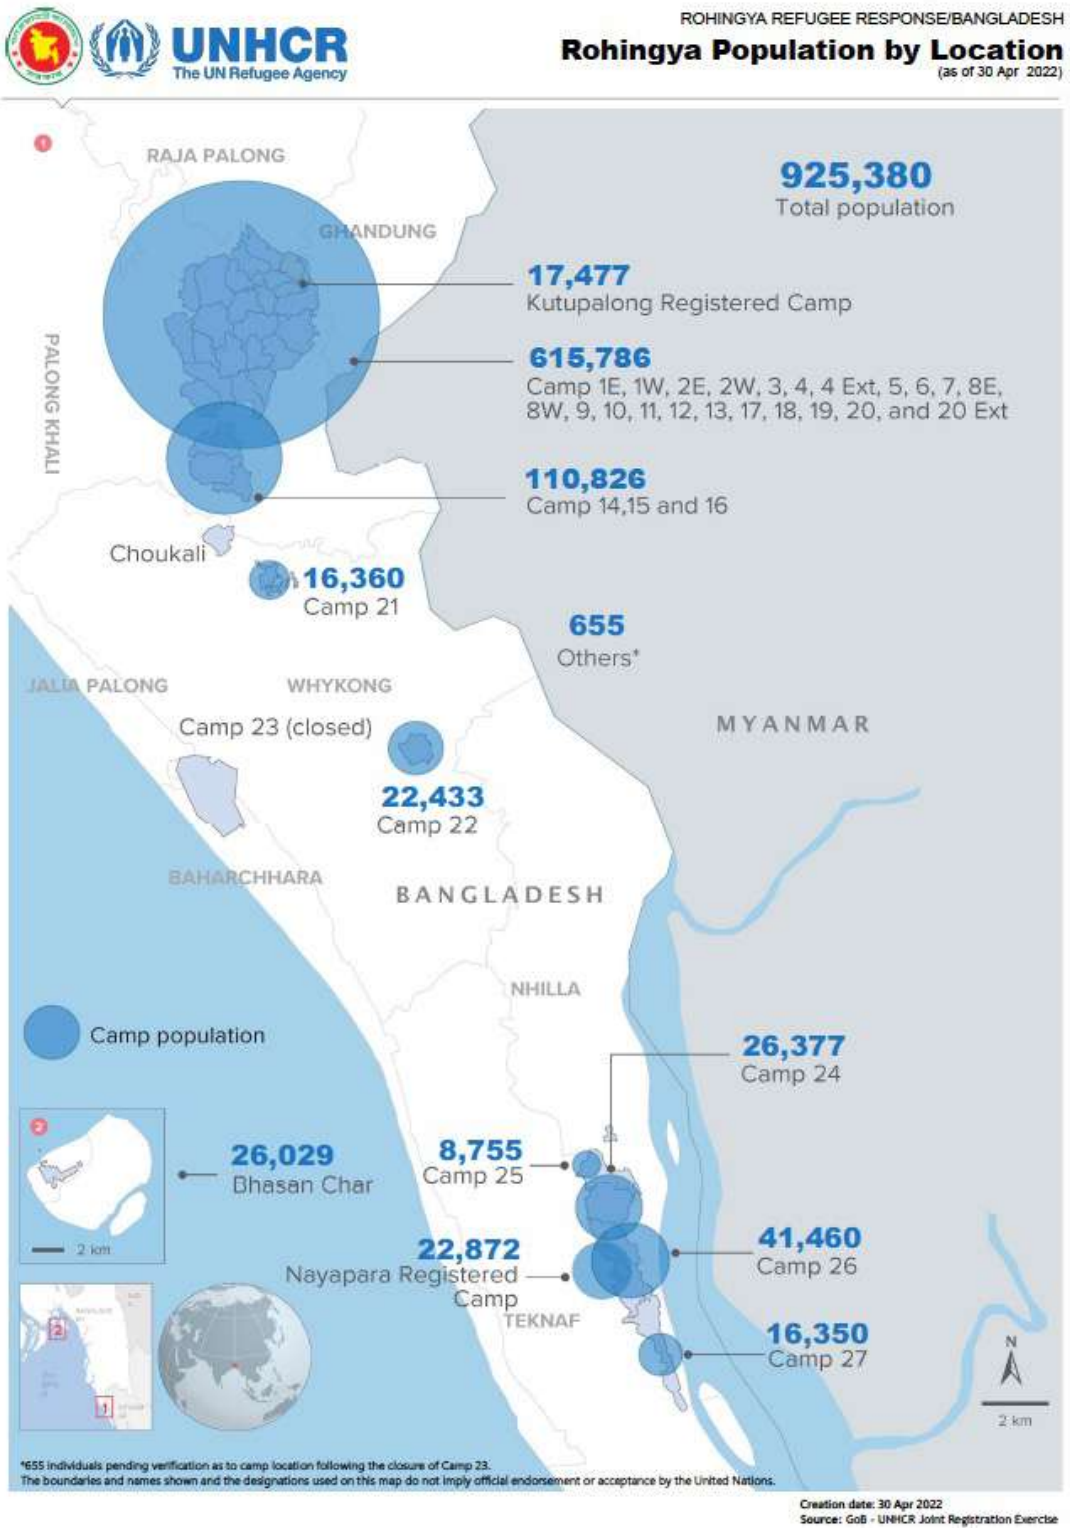 UNHCR
The UN Refugee Agency
ROHINGYA REFUGEE RESPONSE/BANGLADESH
Rohingya Population by Location
(as of 30 Apr 2022)
1
RAJA PALONG
GHANDUNG
PALONG KHALI
925,380
Total population
17,477
Kutupalong Registered Camp
615,786
Camp 1E, 1W, 2E, 2W, 3, 4, 4 Ext, 5, 6, 7, 8E,
8W, 9, 10, 11, 12, 13, 17, 18, 19, 20, and 20 Ext
110,826
Camp 14,15 and 16
Choukali
16,360
Camp 21
655
Others*
JALIA PALONG
WHYKONG
MYANMAR
Camp 23 (closed)
22,433
Camp 22
BAHARCHHARA
BANGLADESH
NHILLA
Camp population
26,377
Camp 24
2
26,029
Bhasan Char
2 km
8,755
Camp 25
22,872
Nayapara Registered
Camp
41,460
Camp 26
TEKNAF
16,350
Camp 27
2
1
N
2 km
*655 individuals pending verification as to camp location following the closure of Camp 23.
The boundaries and names shown and the designations used on this map do not imply official endorsement or acceptance by the United Nations.
Creation date: 30 Apr 2022
Source: GoB - UNHCR Joint Registration Exercise